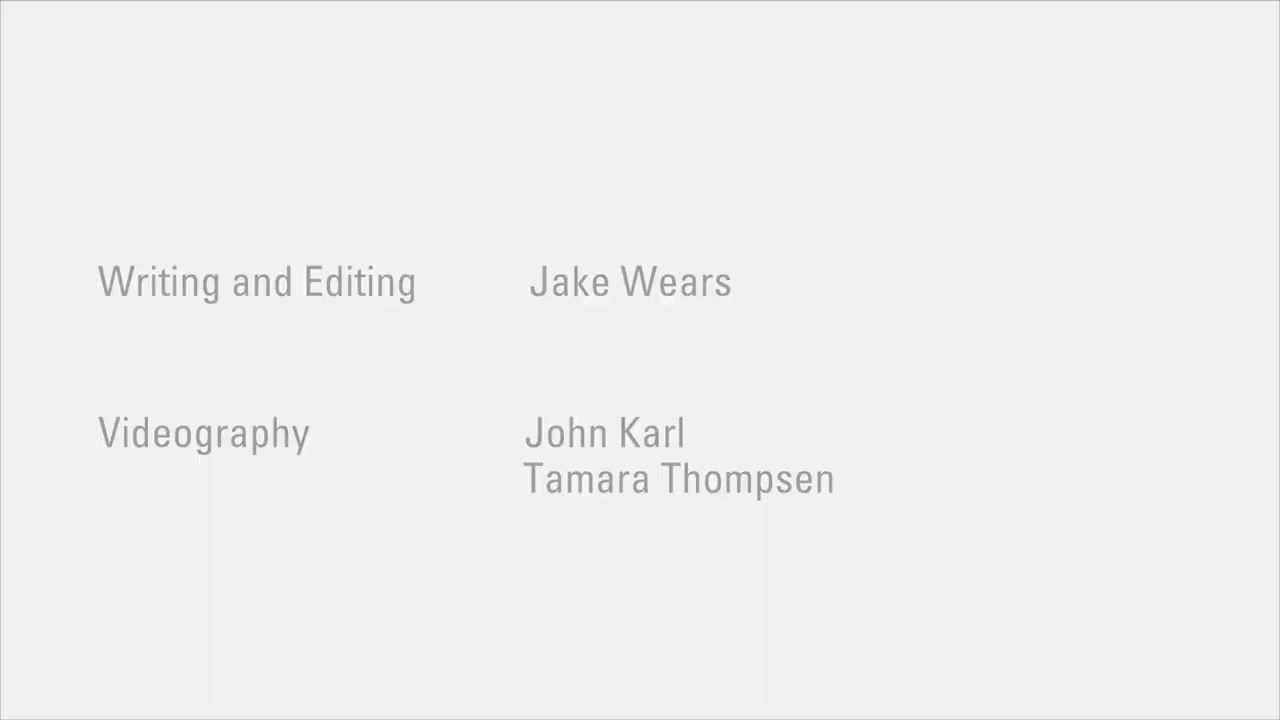 Writing and Editing Jake Wears
Videography John Karl
Tamara Thompsen